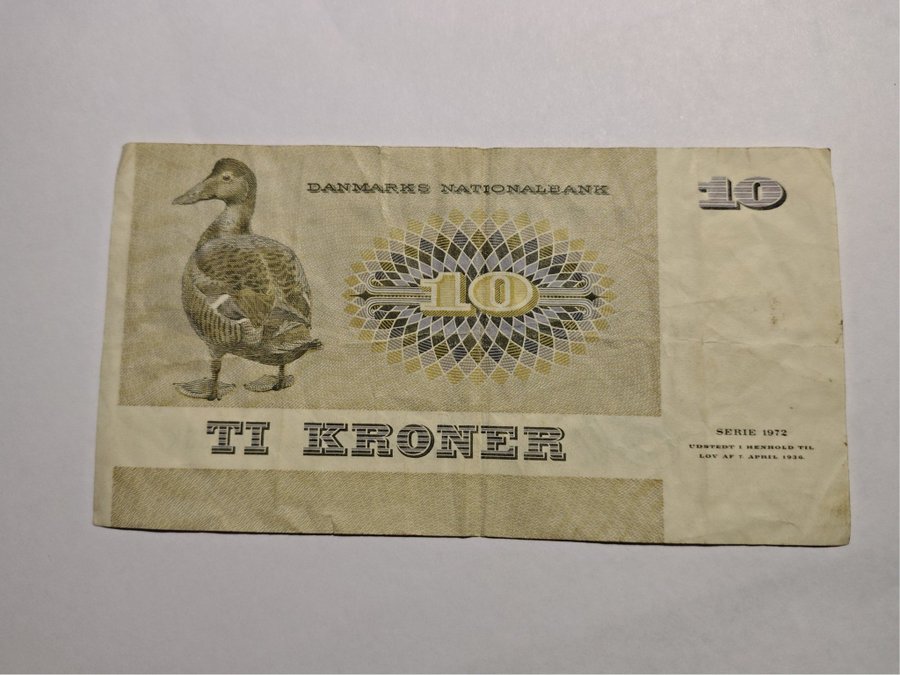 DANMARKS NATIONALBANK
10
10
TI KRONER
SERIE 1972
UDSTEDT I HENHOLD TIL
LOV AF 7. APRIL 1936.